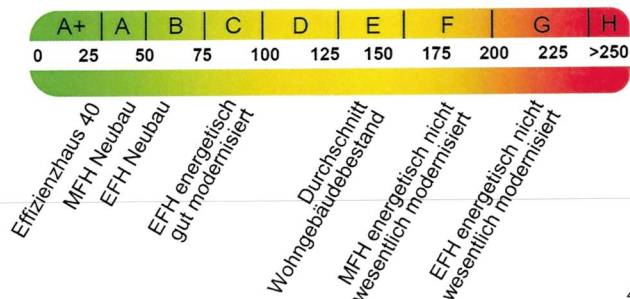 A+ A B C D E F G H
0 25 50 75 100 125 150 175 200 225 >250
Effizienzhaus 40
MFH Neubau
EFH Neubau
EFH energetisch
gut modernisiert
Durchschnitt
Wohngebäudebestand
MFH energetisch nicht
wesentlich modernisiert
EFH energetisch nicht
wesentlich modernisiert